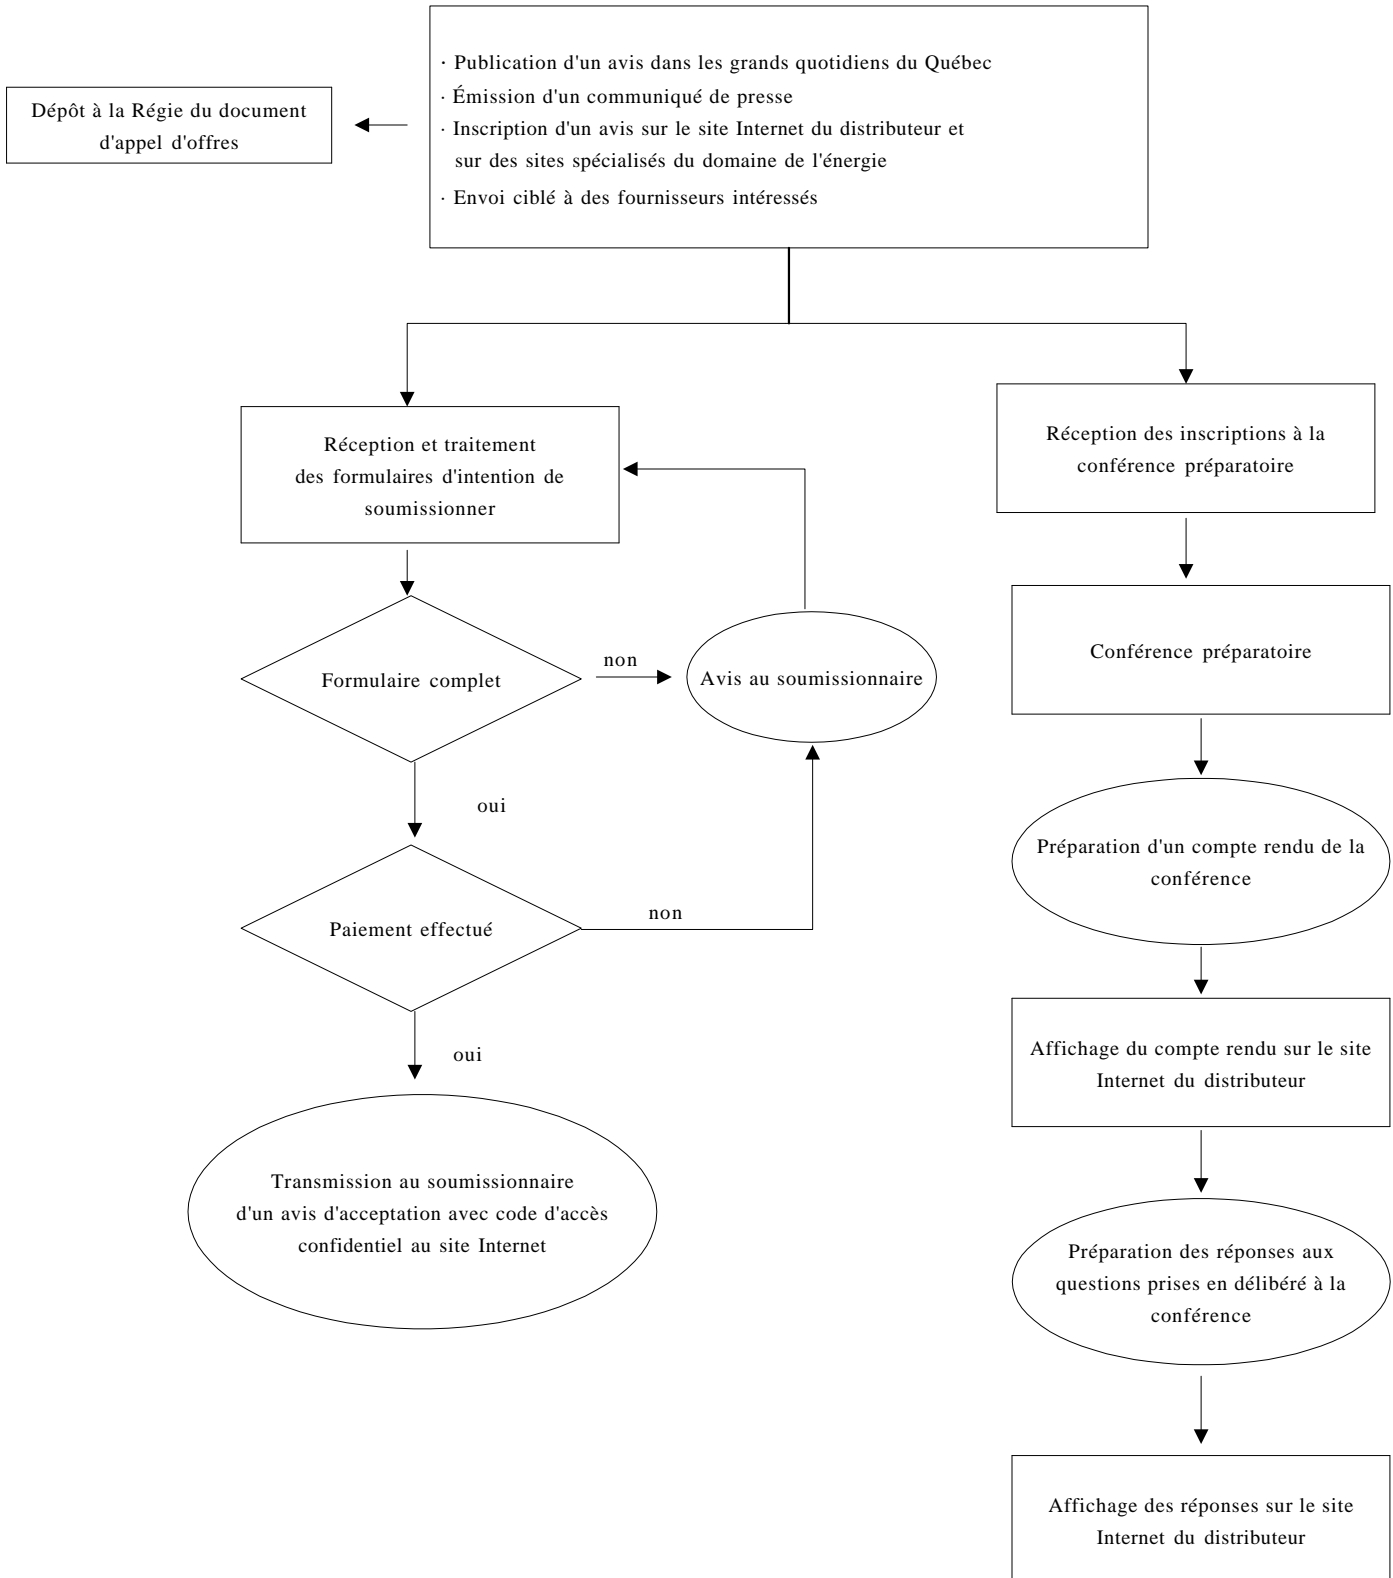 · Publication d'un avis dans les grands quotidiens du Québec
· Émission d'un communiqué de presse
· Inscription d'un avis sur le site Internet du distributeur et
sur des sites spécialisés du domaine de l'énergie
· Envoi ciblé à des fournisseurs intéressés
Dépôt à la Régie du document
d'appel d'offres
Réception et traitement
des formulaires d'intention de
soumissionner
Formulaire complet
non
Avis au soumissionnaire
oui
Paiement effectué
non
oui
Transmission au soumissionnaire
d'un avis d'acceptation avec code d'accès
confidentiel au site Internet
Réception des inscriptions à la
conférence préparatoire
Conférence préparatoire
Préparation d'un compte rendu de la
conférence
Affichage du compte rendu sur le site
Internet du distributeur
Préparation des réponses aux
questions prises en délibéré à la
conférence
Affichage des réponses sur le site
Internet du distributeur